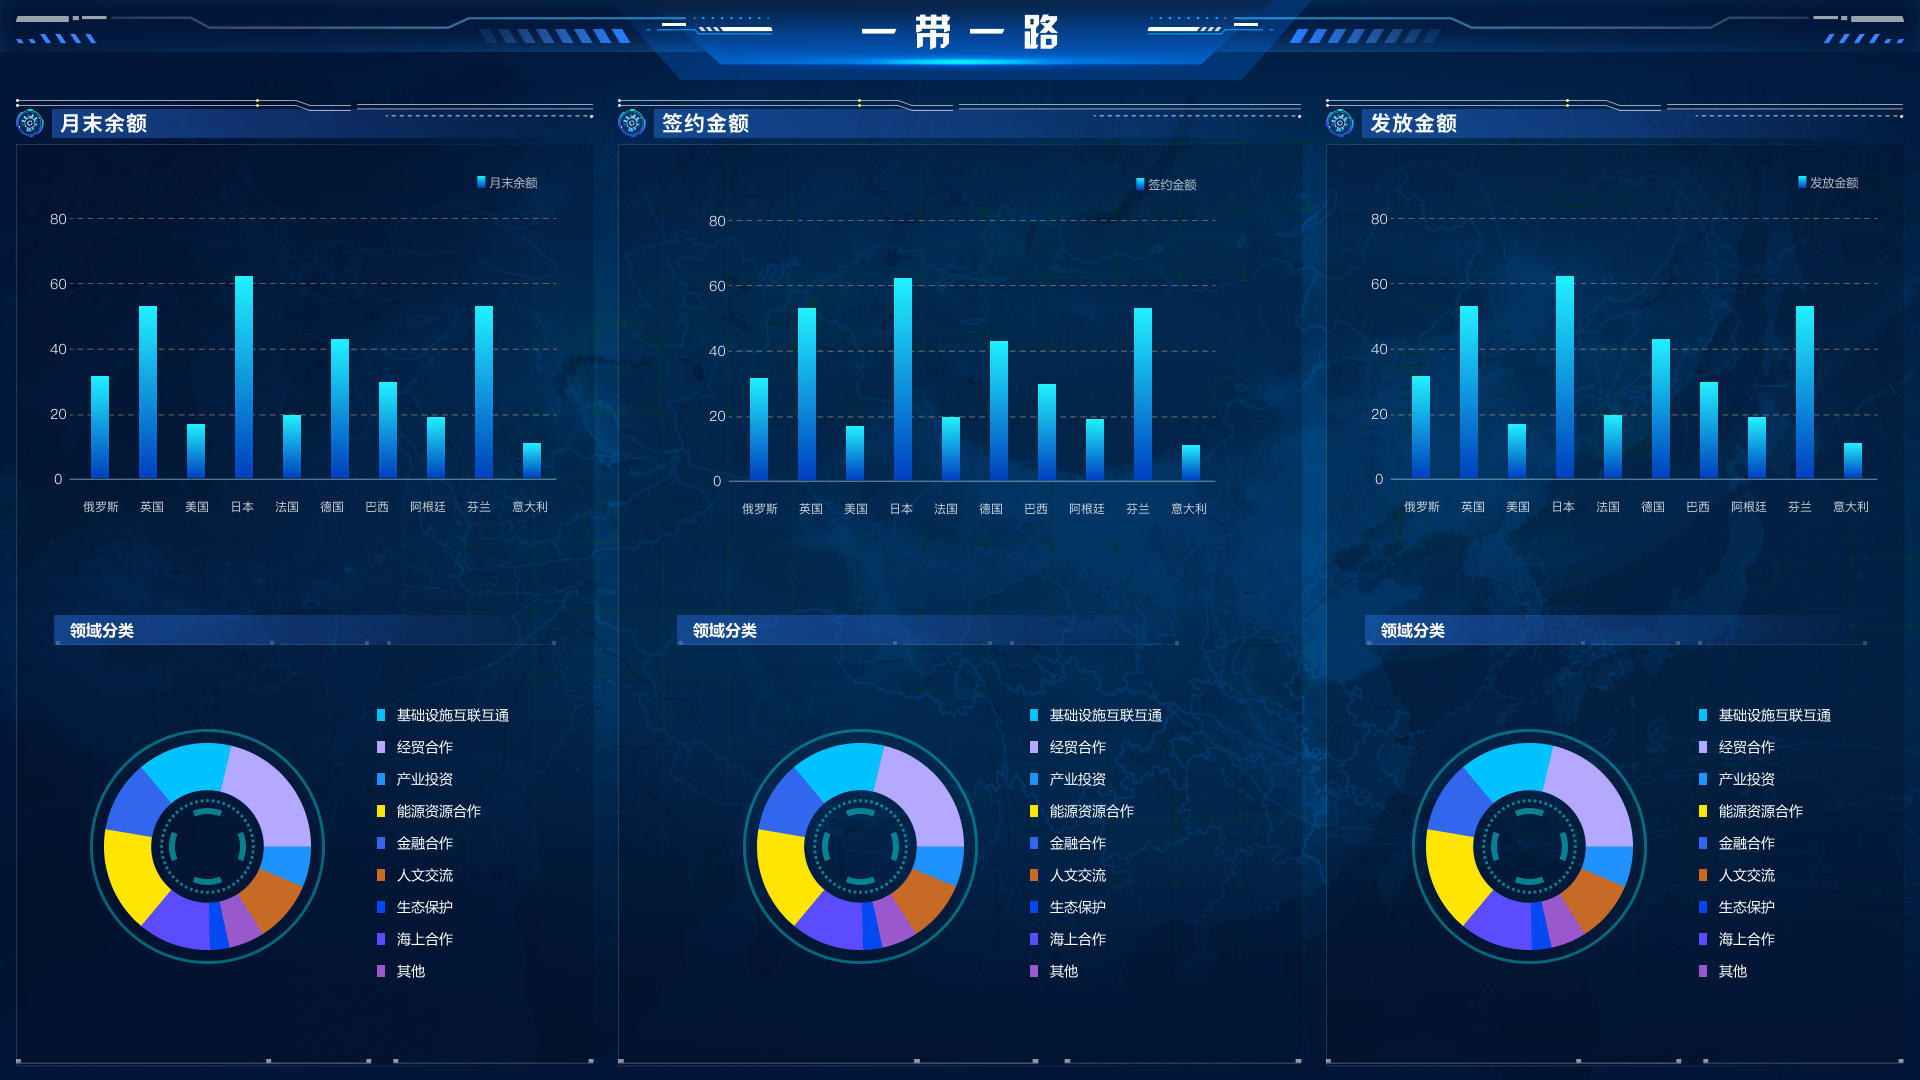 一带一路
月末余额
月末余额
80
60
40
20
0
俄罗斯 英国 美国 日本 法国 德国 巴西 阿根廷 芬兰 意大利
领域分类
基础设施互联互通
经贸合作
产业投资
能源资源合作
金融合作
人文交流
生态保护
海上合作
其他
签约金额
签约金额
80
60
40
20
0
俄罗斯 英国 美国 日本 法国 德国 巴西 阿根廷 芬兰 意大利
领域分类
基础设施互联互通
经贸合作
产业投资
能源资源合作
金融合作
人文交流
生态保护
海上合作
其他
发放金额
发放金额
80
60
40
20
0
俄罗斯 英国 美国 日本 法国 德国 巴西 阿根廷 芬兰 意大利
领域分类
基础设施互联互通
经贸合作
产业投资
能源资源合作
金融合作
人文交流
生态保护
海上合作
其他